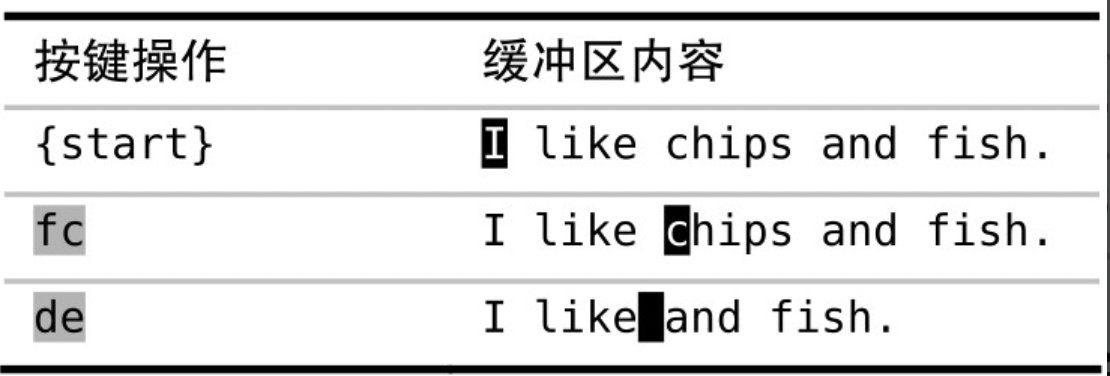 按键操作 缓冲区内容
{start} I like chips and fish.
fc I like chips and fish.
de I like and fish.